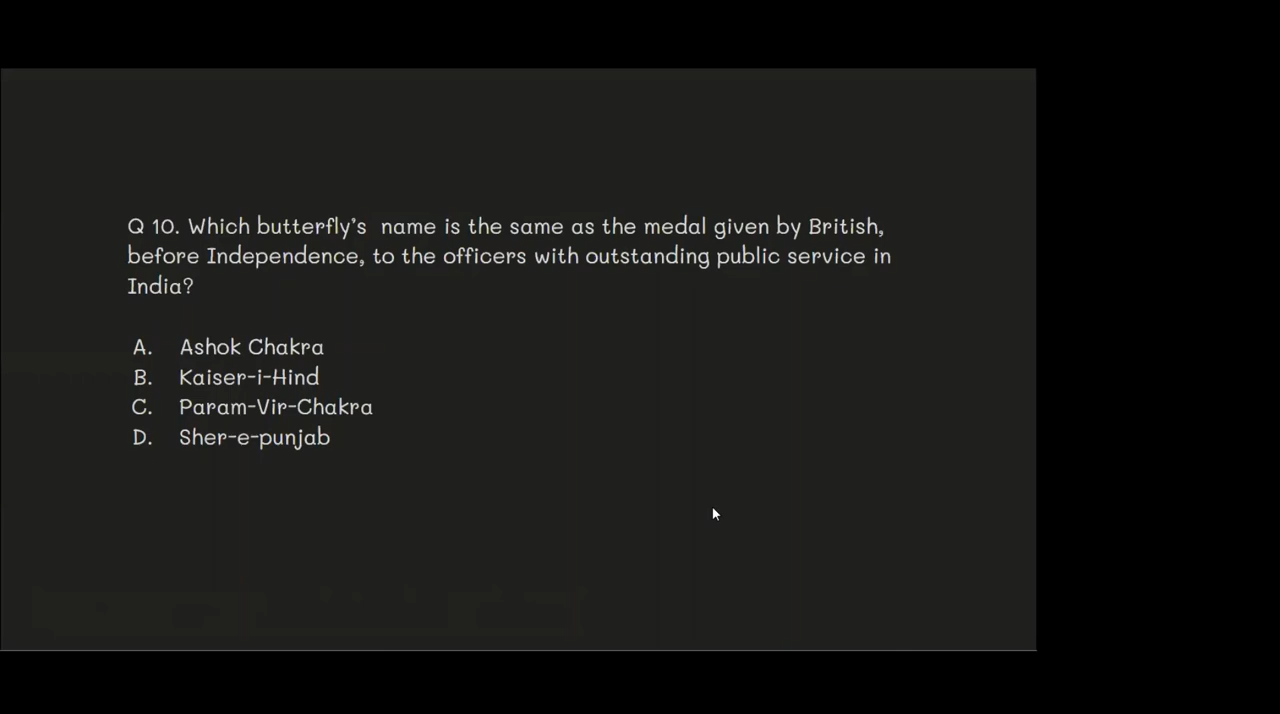 Q 10. Which butterfly's name is the same as the medal given by British,
before Independence, to the officers with outstanding public service in
India?
A. Ashok Chakra
B. Kaiser-i-Hind
C. Param-Vir-Chakra
D. Sher-e-punjab